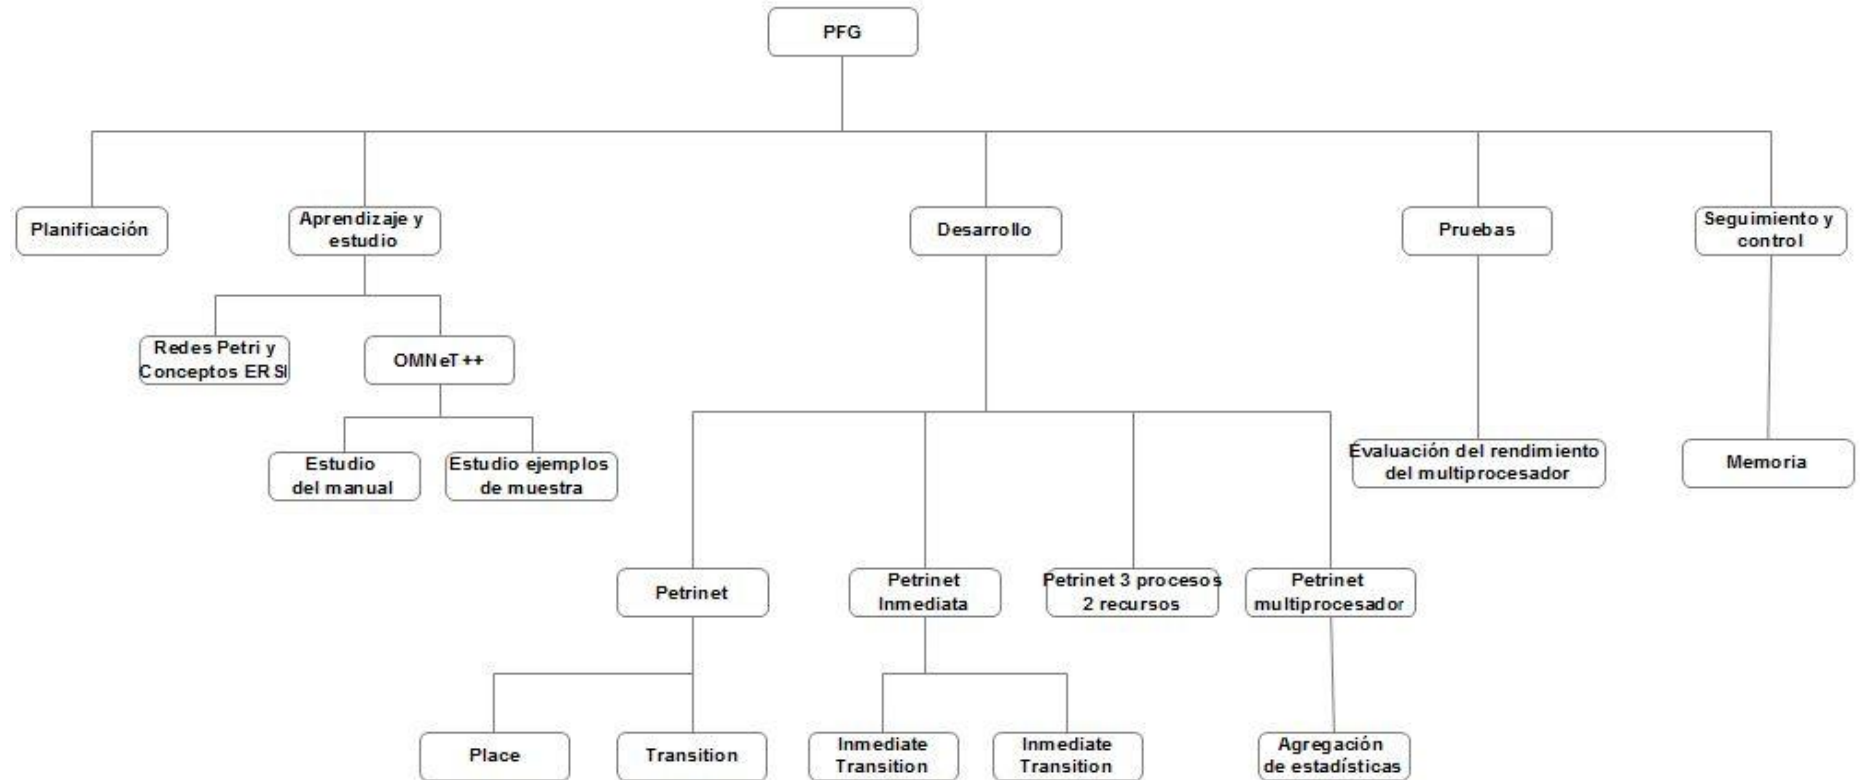 PFG
Planificación
Aprendizaje y
estudio
Desarrollo
Pruebas
Seguimiento y
control
Redes Petri y
Conceptos ERSI
OMNeT++
Estudio
del manual
Estudio ejemplos
de muestra
Evaluación del rendimiento
del multiprocesador
Memoria
Petrinet
Petrinet
Inmediata
Petrinet 3 procesos
2 recursos
Petrinet
multiprocesador
Place
Transition
Inmediate
Transition
Inmediate
Transition
Agregación
de estadísticas